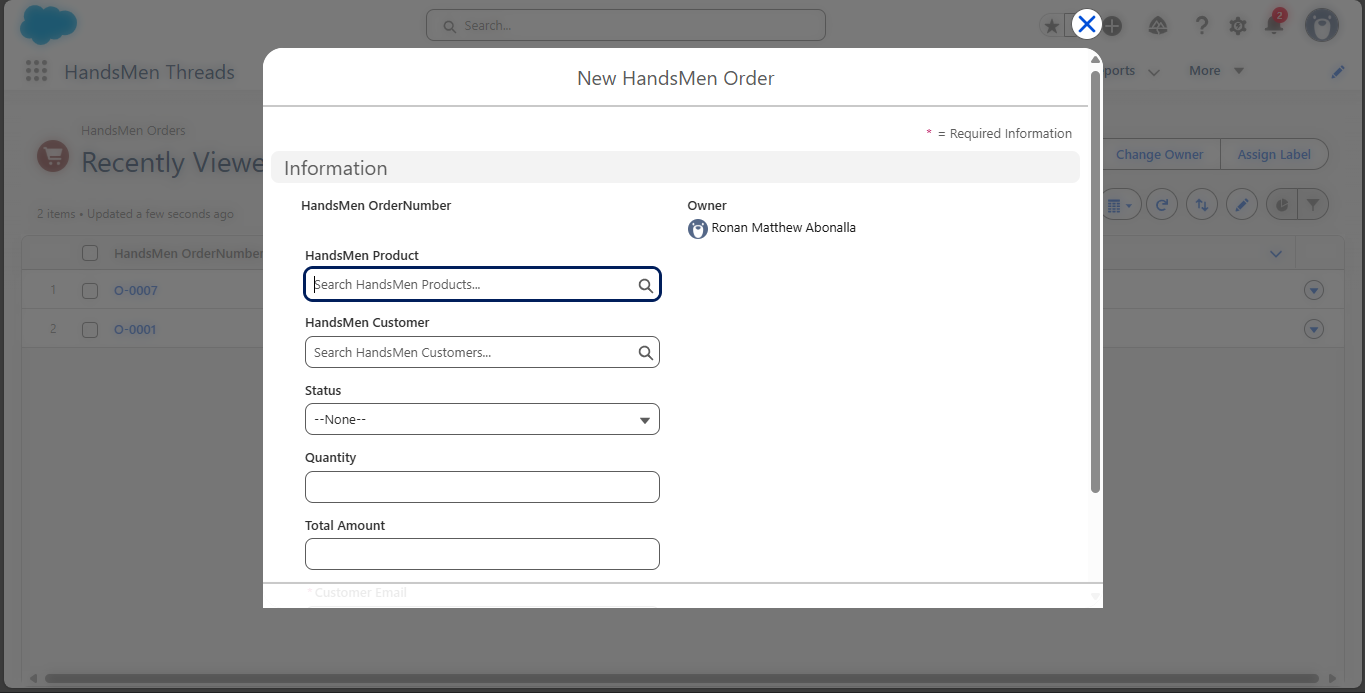 Search...
2
HandsMen Threads
ports
More
HandsMen Orders
Recently Viewe
Change Owner
Assign Label
2 items • Updated a few seconds ago
HandsMen OrderNumber
1
O-0007
2
O-0001
New HandsMen Order
* = Required Information
Information
HandsMen OrderNumber
Owner
Ronan Matthew Abonalla
HandsMen Product
Search HandsMen Products...
HandsMen Customer
Search HandsMen Customers...
Status
--None--
Quantity
Total Amount
* Customer Email